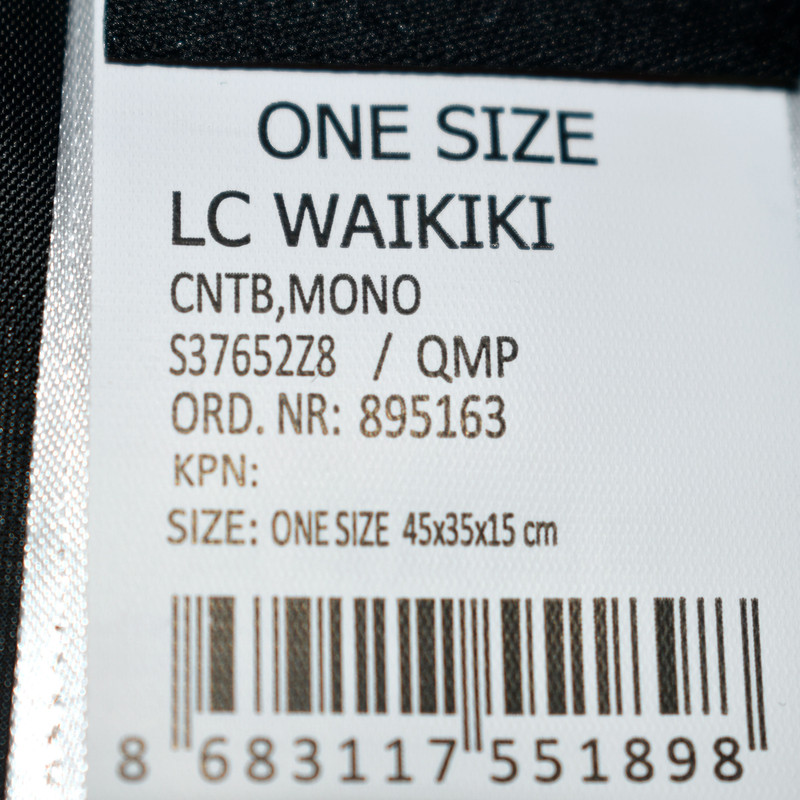 ONE SIZE
LC WAIKIKI
CNTB,MONO
S37652Z8 / QMP
ORD. NR: 895163
KPN:
SIZE: ONE SIZE 45x35x15 cm
8 683117 551898